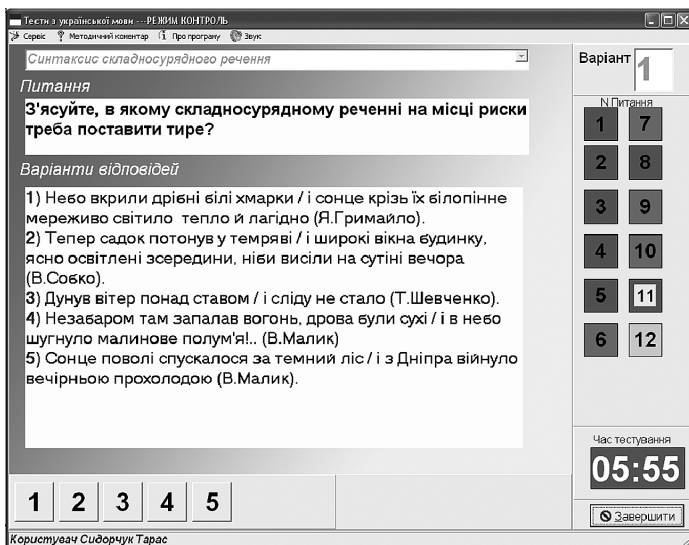 Тести з української мови ---РЕЖИМ КОНТРОЛЬ
Сервіс ? Методичний коментар Про програму Звук
Синтаксис складносурядного речення
Варіант 1
Питання
З'ясуйте, в якому складносурядному реченні на місці риски
треба поставити тире?
Варіанти відповідей
1) Небо вкрили дрібні білі хмарки / і сонце крізь їх білопінне
мереживо світило тепло й лагідно (Я.Гримайло).
2) Тепер садок потонув у темряві / і широкі вікна будинку,
ясно освітлені зсередини, ніби висіли на сутіні вечора
(В.Собко).
3) Дунув вітер понад ставом / і сліду не стало (Т.Шевченко).
4) Незабаром там запалав вогонь, дрова були сухі / і в небо
шугнуло малинове полум'я!.. (В.Малик)
5) Сонце поволі спускалося за темний ліс / і з Дніпра війнуло
вечірньою прохолодою (В.Малик).
N Питання
1 7
2 8
3 9
4 10
5 11
6 12
Час тестування
05:55
1 2 3 4 5
Завершити
Користувач Сидорчук Тарас